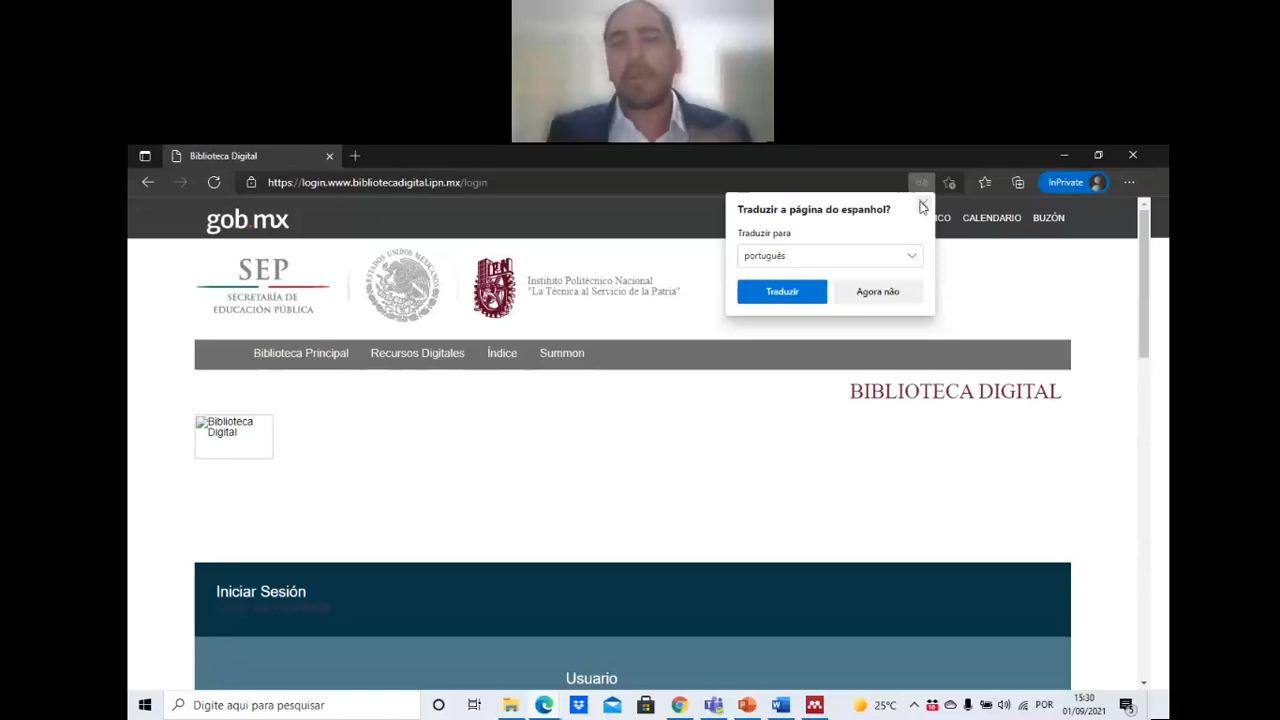 Biblioteca Digital
https://login.www.bibliotecadigital.ipn.mx/login
InPrivate
gob.mx
CALENDARIO
BUZÓN
Traduzir a página do espanhol?
Traduzir para
português
Traduzir
Agora não
SEP
SECRETARÍA DE
EDUCACIÓN PÚBLICA
ESTADOS UNIDOS MEXICANOS
Instituto Politécnico Nacional
"La Técnica al Servicio de la Patria"
Biblioteca Principal
Recursos Digitales
Índice
Summon
BIBLIOTECA DIGITAL
Biblioteca
Digital
Iniciar Sesión
Usuario
Digite aqui para pesquisar
25°C
POR
15:30
01/09/2021